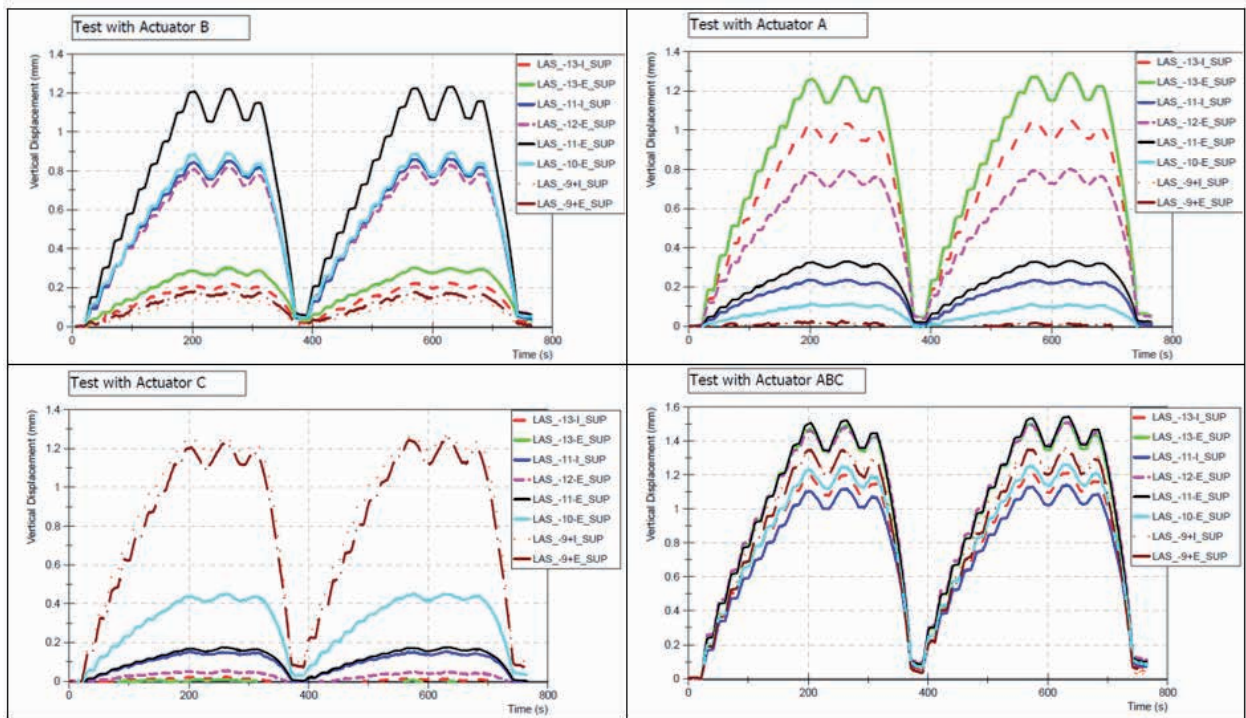 Test with Actuator B
Vertical Displacement (mm)
1.4
1.2
1
0.8
0.6
0.4
0.2
0
0 200 400 600 800
Time (s)
LAS_-13-I_SUP
LAS_-13-E_SUP
LAS_-11-I_SUP
LAS_-12-E_SUP
LAS_-11-E_SUP
LAS_-10-E_SUP
LAS_-9+I_SUP
LAS_-9+E_SUP
Test with Actuator A
Vertical Displacement (mm)
1.4
1.2
1
0.8
0.6
0.4
0.2
0
0 200 400 600 800
Time (s)
LAS_-13-I_SUP
LAS_-13-E_SUP
LAS_-11-I_SUP
LAS_-12-E_SUP
LAS_-11-E_SUP
LAS_-10-E_SUP
LAS_-9+I_SUP
LAS_-9+E_SUP
Test with Actuator C
Vertical Displacement (mm)
1.4
1.2
1
0.8
0.6
0.4
0.2
0
0 200 400 600 800
Time (s)
LAS_-13-I_SUP
LAS_-13-E_SUP
LAS_-11-I_SUP
LAS_-12-E_SUP
LAS_-11-E_SUP
LAS_-10-E_SUP
LAS_-9+I_SUP
LAS_-9+E_SUP
Test with Actuator ABC
Vertical Displacement (mm)
1.6
1.4
1.2
1
0.8
0.6
0.4
0.2
0
0 200 400 600 800
Time (s)
LAS_-13-I_SUP
LAS_-13-E_SUP
LAS_-11-I_SUP
LAS_-12-E_SUP
LAS_-11-E_SUP
LAS_-10-E_SUP
LAS_-9+I_SUP
LAS_-9+E_SUP